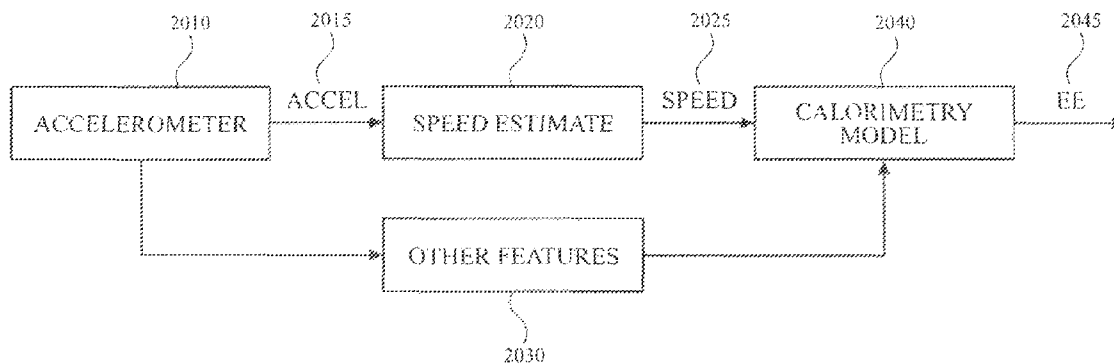 2010
2015
2020
2025
2040
2045
ACCELEROMETER
ACCEL
SPEED ESTIMATE
SPEED
CALORIMETRY
MODEL
EE
OTHER FEATURES
2030